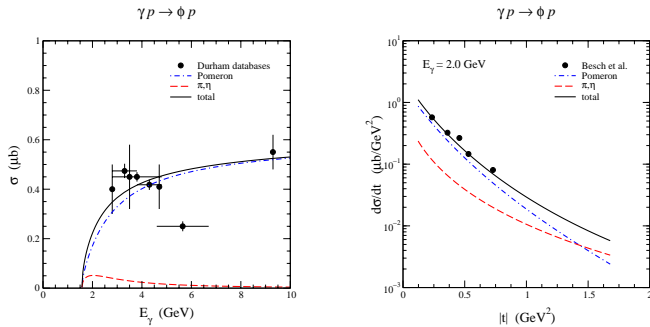 γ p → ϕ p
1
0.8
0.6
0.4
0.2
0
σ (μb)
Durham databases
Pomeron
π,η
total
0
2
4
6
8
10
E_γ (GeV)
γ p → ϕ p
10^1
10^0
10^-1
10^-2
10^-3
dσ/dt (μb/GeV^2)
E_γ = 2.0 GeV
Besch et al.
Pomeron
π,η
total
0
0.5
1
1.5
2
|t| (GeV^2)